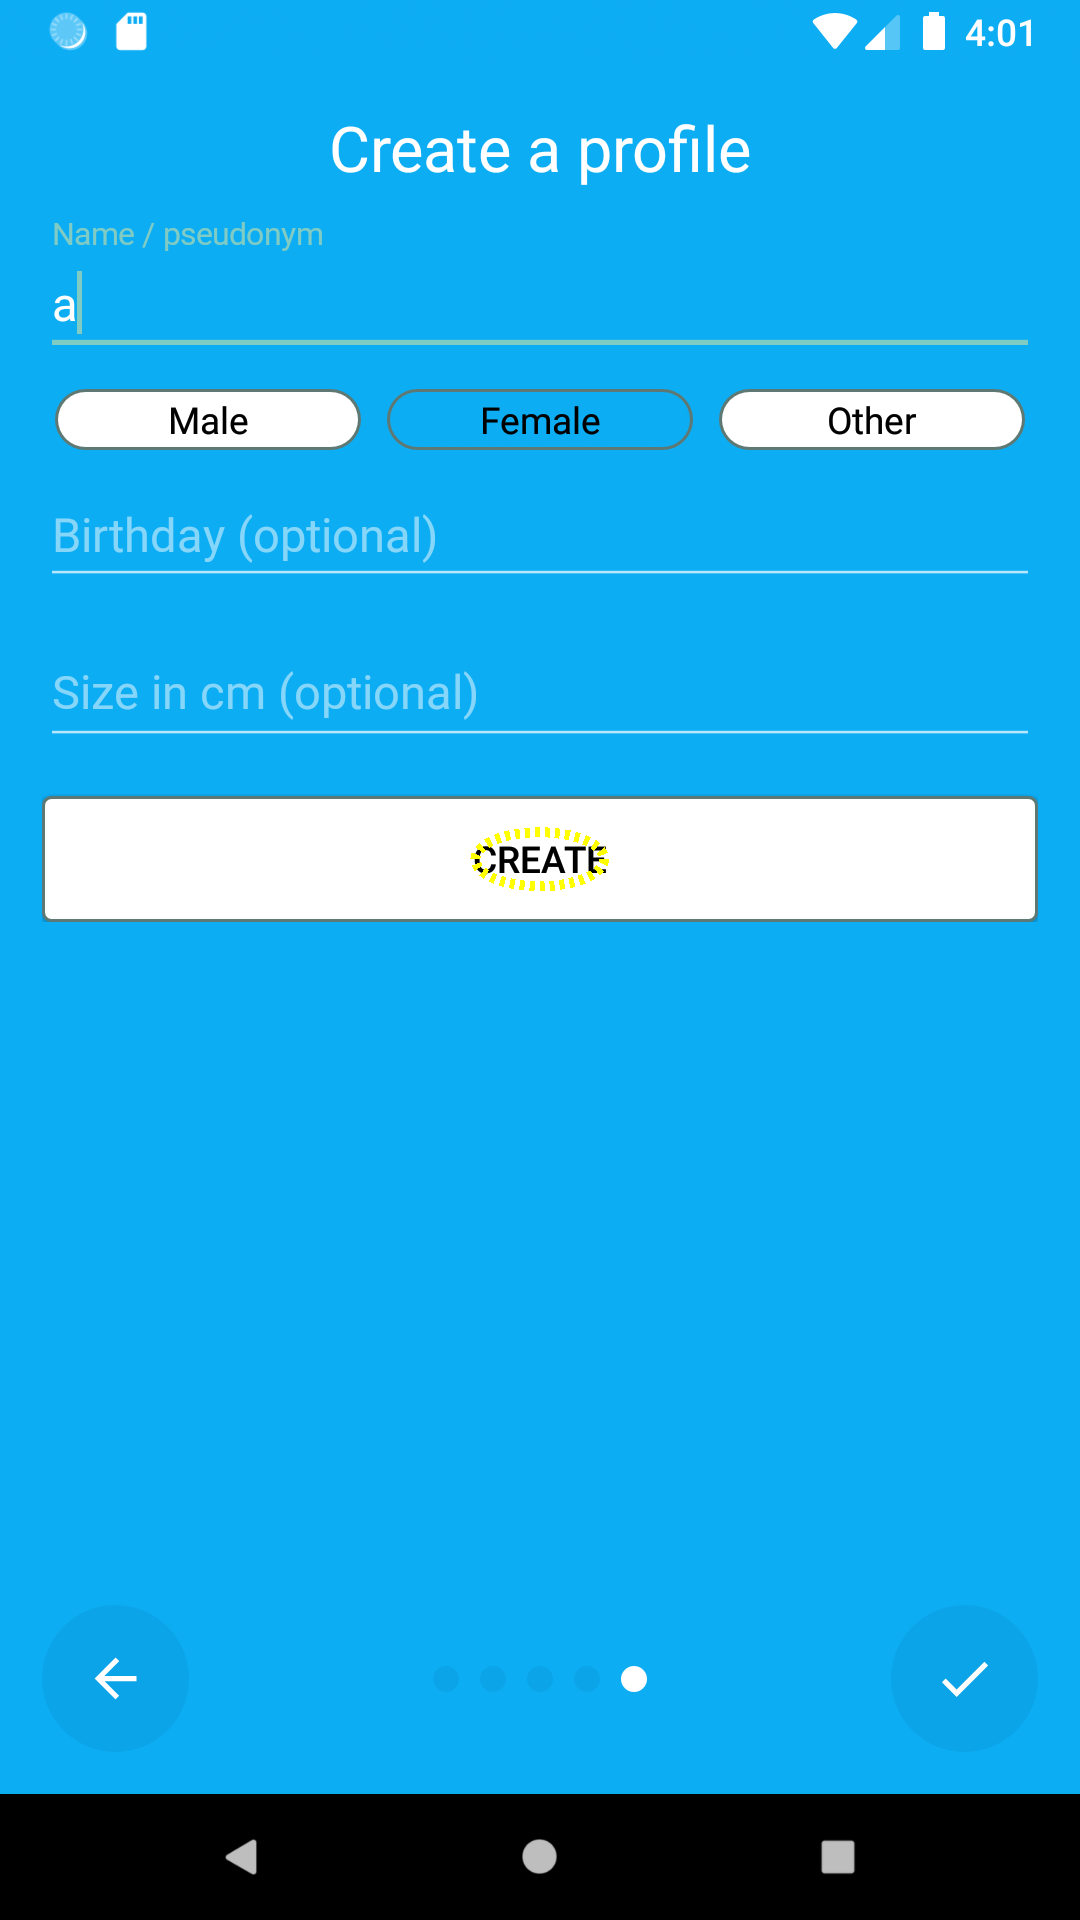 4:01
Create a profile
Name / pseudonym
a
Male Female Other
Birthday (optional)
Size in cm (optional)
CREATE